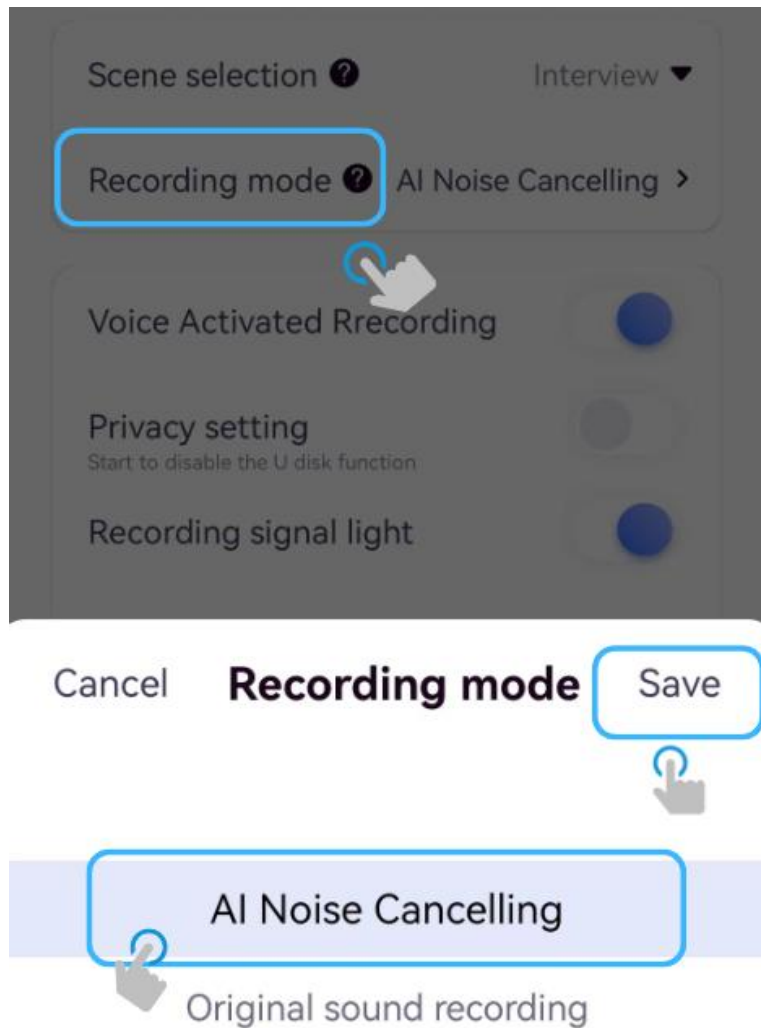 Scene selection ? Interview
Recording mode ? AI Noise Cancelling >
Voice Activated Rrecording
Privacy setting
Start to disable the U disk function
Recording signal light
Cancel Recording mode Save
AI Noise Cancelling
Original sound recording